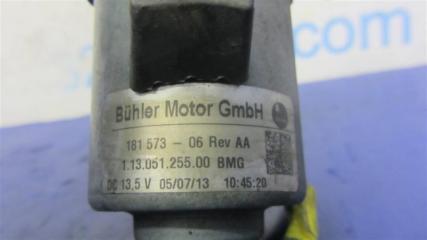 Bühler Motor GmbH
181 573 - 06 Rev AA
1.13.051.255.00 BMG
DC 13,5 V 05/07/13 10:45:20